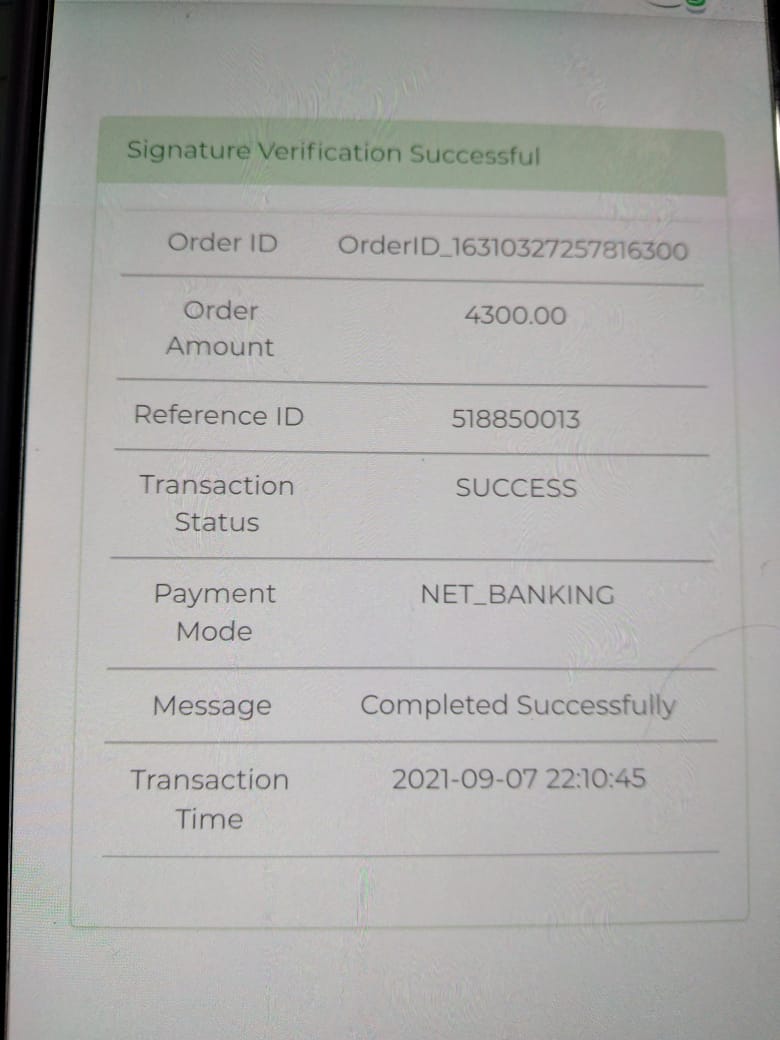 Signature Verification Successful
Order ID OrderID_16310327257816300
Order
Amount
4300.00
Reference ID 518850013
Transaction
Status
SUCCESS
Payment
Mode
NET_BANKING
Message Completed Successfully
Transaction
Time
2021-09-07 22:10:45